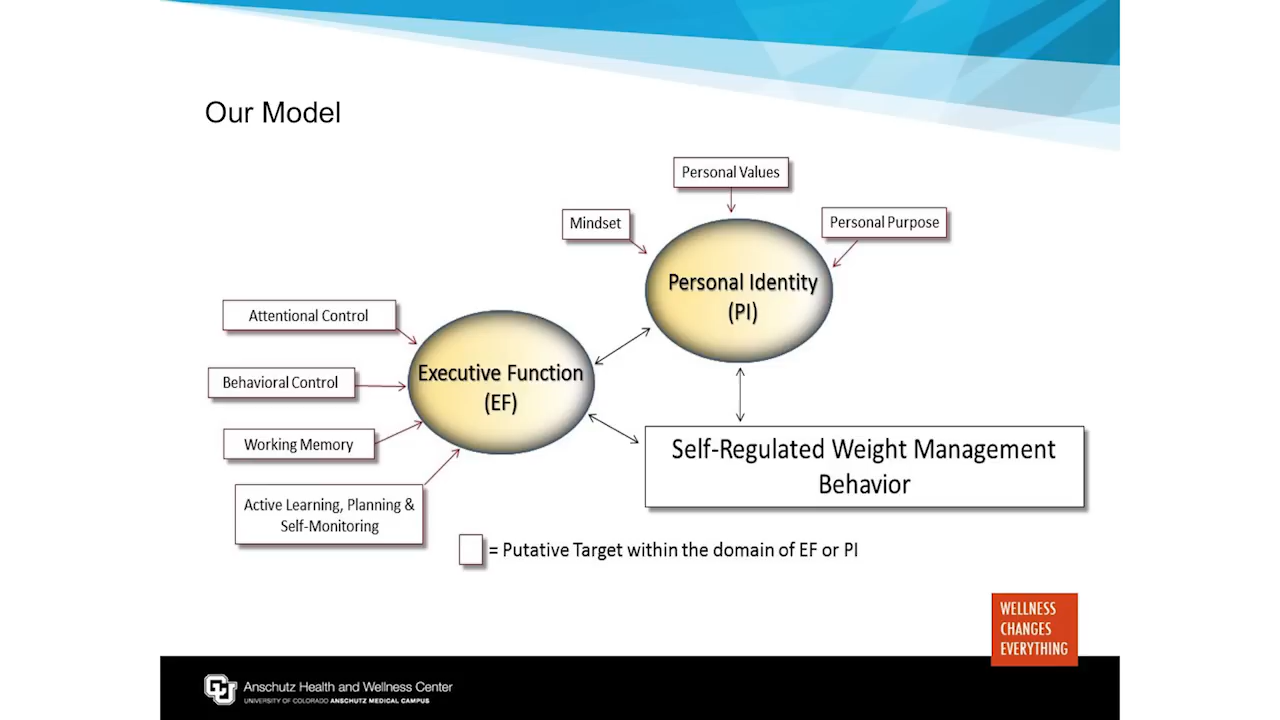 Our Model
Personal Values
Mindset
Personal Purpose
Personal Identity
(PI)
Attentional Control
Executive Function
(EF)
Behavioral Control
Working Memory
Self-Regulated Weight Management
Behavior
Active Learning, Planning &
Self-Monitoring
= Putative Target within the domain of EF or PI
WELLNESS
CHANGES
EVERYTHING
CU
Anschutz Health and Wellness Center
UNIVERSITY OF COLORADO ANSCHUTZ MEDICAL CAMPUS